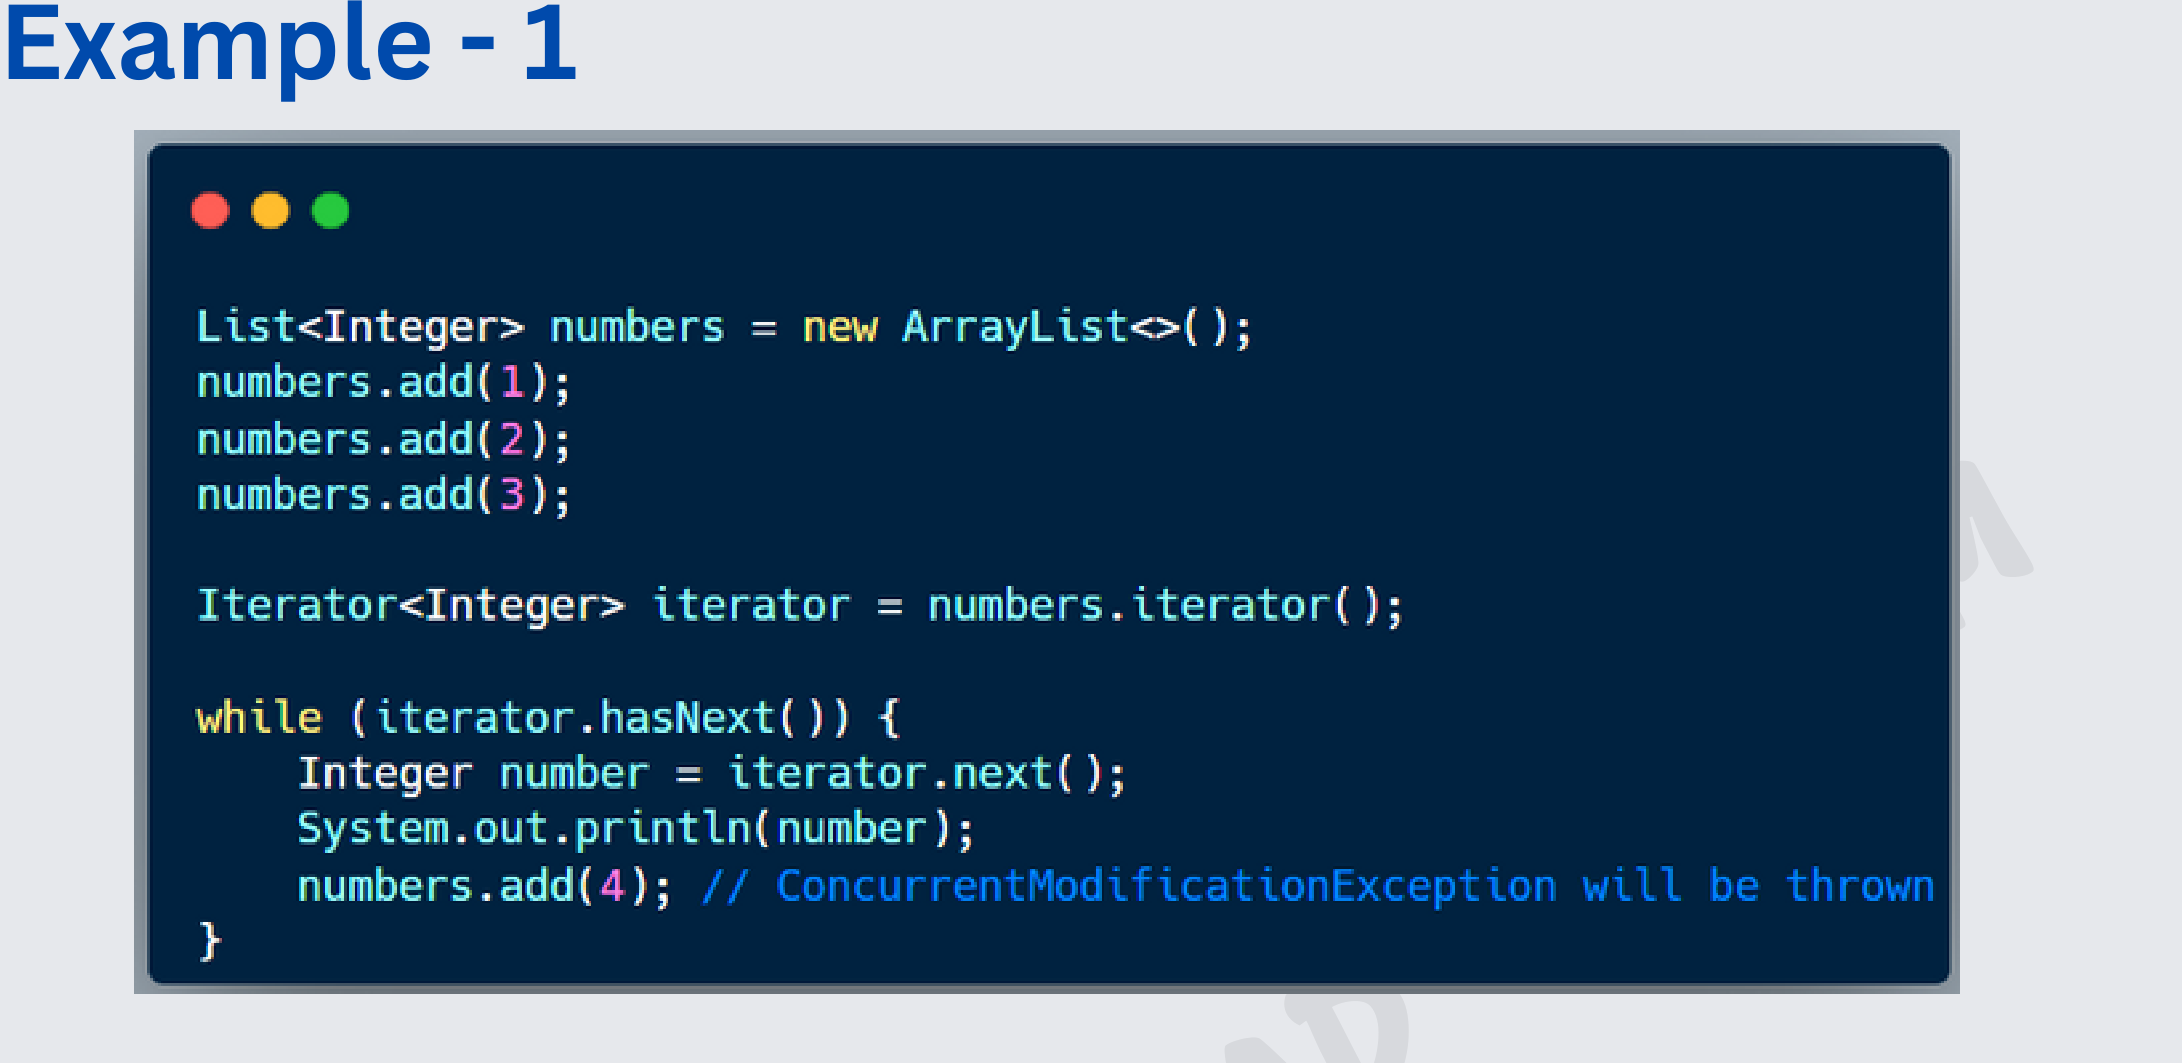 Example - 1
List<Integer> numbers = new ArrayList<>();
numbers.add(1);
numbers.add(2);
numbers.add(3);
Iterator<Integer> iterator = numbers.iterator();
while (iterator.hasNext()) {
    Integer number = iterator.next();
    System.out.println(number);
    numbers.add(4); // ConcurrentModificationException will be thrown
}